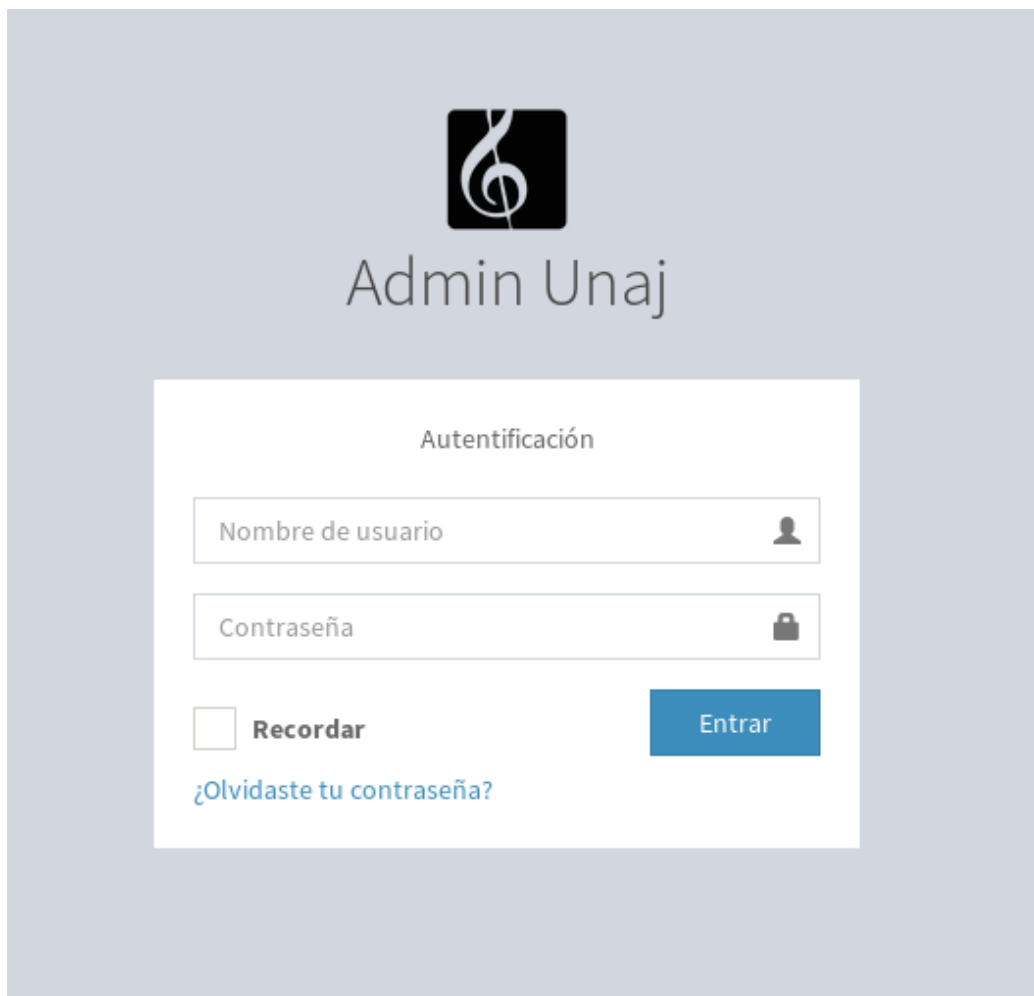 Admin Unaj
Autentificación
Nombre de usuario
Contraseña
Recordar
Entrar
¿Olvidaste tu contraseña?